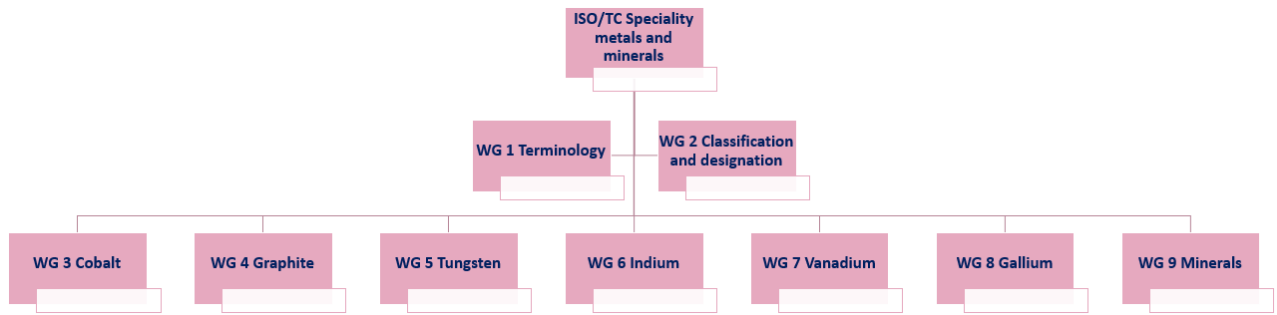 ISO/TC Speciality
metals and
minerals
WG 1 Terminology
WG 2 Classification
and designation
WG 3 Cobalt
WG 4 Graphite
WG 5 Tungsten
WG 6 Indium
WG 7 Vanadium
WG 8 Gallium
WG 9 Minerals